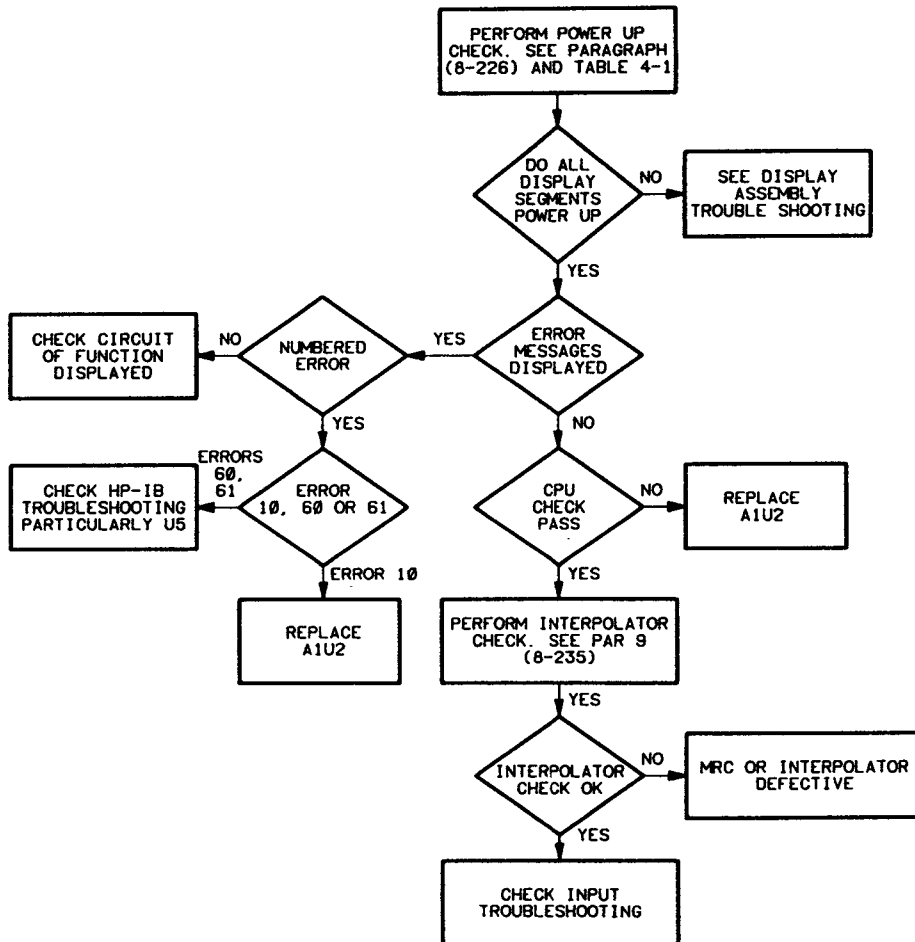 PERFORM POWER UP
CHECK. SEE PARAGRAPH
(8-226) AND TABLE 4-1
DO ALL
DISPLAY
SEGMENTS
POWER UP
NO
SEE DISPLAY
ASSEMBLY
TROUBLE SHOOTING
YES
ERROR
MESSAGES
DISPLAYED
YES
NUMBERED
ERROR
NO
CHECK CIRCUIT
OF FUNCTION
DISPLAYED
YES
ERROR
10, 60 OR 61
ERRORS
60,
61
CHECK HP-IB
TROUBLESHOOTING
PARTICULARLY U5
ERROR 10
REPLACE
A1U2
NO
CPU
CHECK
PASS
NO
REPLACE
A1U2
YES
PERFORM INTERPOLATOR
CHECK. SEE PAR 9
(8-235)
YES
INTERPOLATOR
CHECK OK
NO
MRC OR INTERPOLATOR
DEFECTIVE
YES
CHECK INPUT
TROUBLESHOOTING